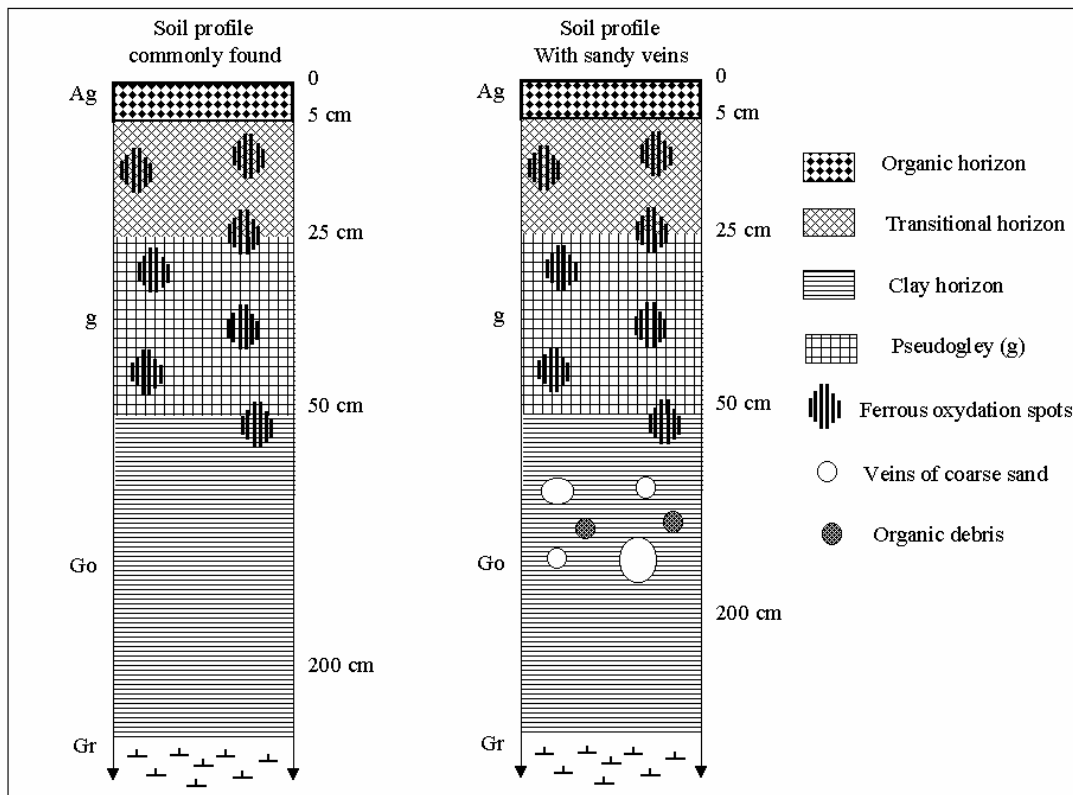 Soil profile
commonly found
0
Ag
5 cm
25 cm
g
50 cm
Go
200 cm
Gr
Soil profile
With sandy veins
0
Ag
5 cm
25 cm
g
50 cm
Go
200 cm
Gr
Organic horizon
Transitional horizon
Clay horizon
Pseudogley (g)
Ferrous oxydation spots
Veins of coarse sand
Organic debris